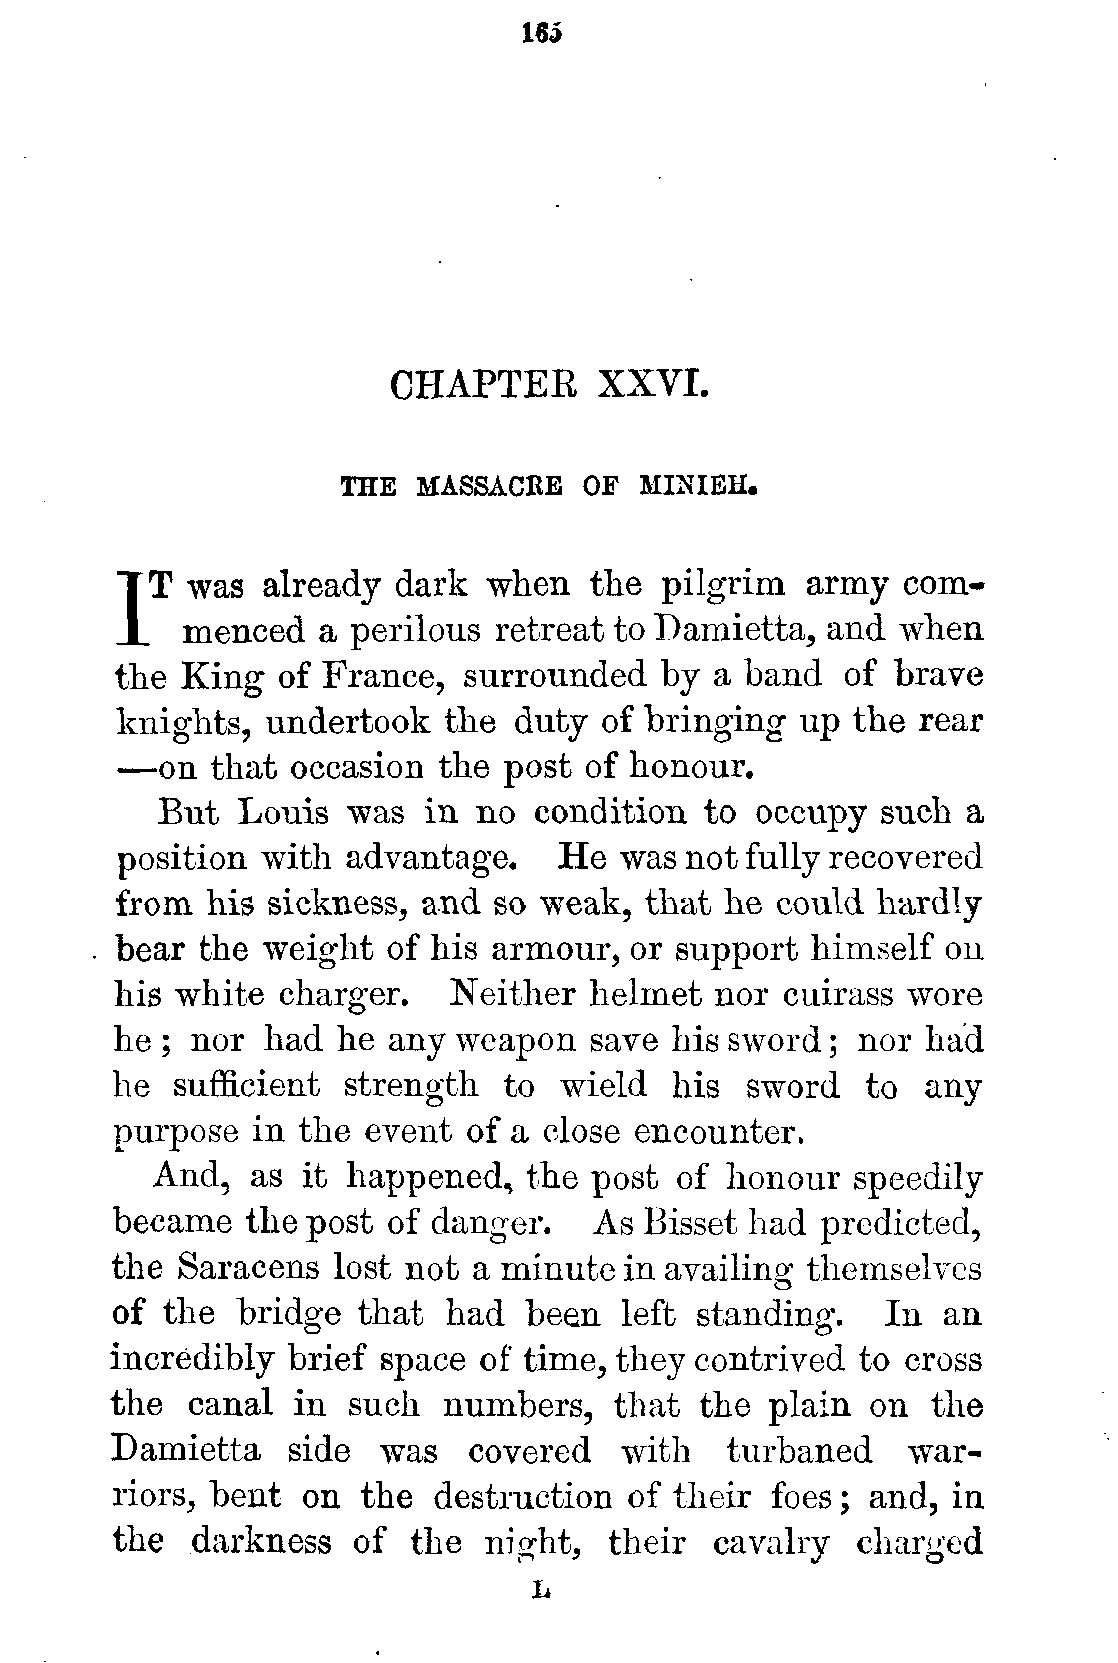 165
CHAPTER XXVI.
THE MASSACRE OF MINIEH.
IT was already dark when the pilgrim army com-
menced a perilous retreat to Damietta, and when
the King of France, surrounded by a band of brave
knights, undertook the duty of bringing up the rear
—on that occasion the post of honour.
But Louis was in no condition to occupy such a
position with advantage. He was not fully recovered
from his sickness, and so weak, that he could hardly
bear the weight of his armour, or support himself on
his white charger. Neither helmet nor cuirass wore
he; nor had he any weapon save his sword; nor had
he sufficient strength to wield his sword to any
purpose in the event of a close encounter.
And, as it happened, the post of honour speedily
became the post of danger. As Bisset had predicted,
the Saracens lost not a minute in availing themselves
of the bridge that had been left standing. In an
incredibly brief space of time, they contrived to cross
the canal in such numbers, that the plain on the
Damietta side was covered with turbaned war-
riors, bent on the destruction of their foes; and, in
the darkness of the night, their cavalry charged
L